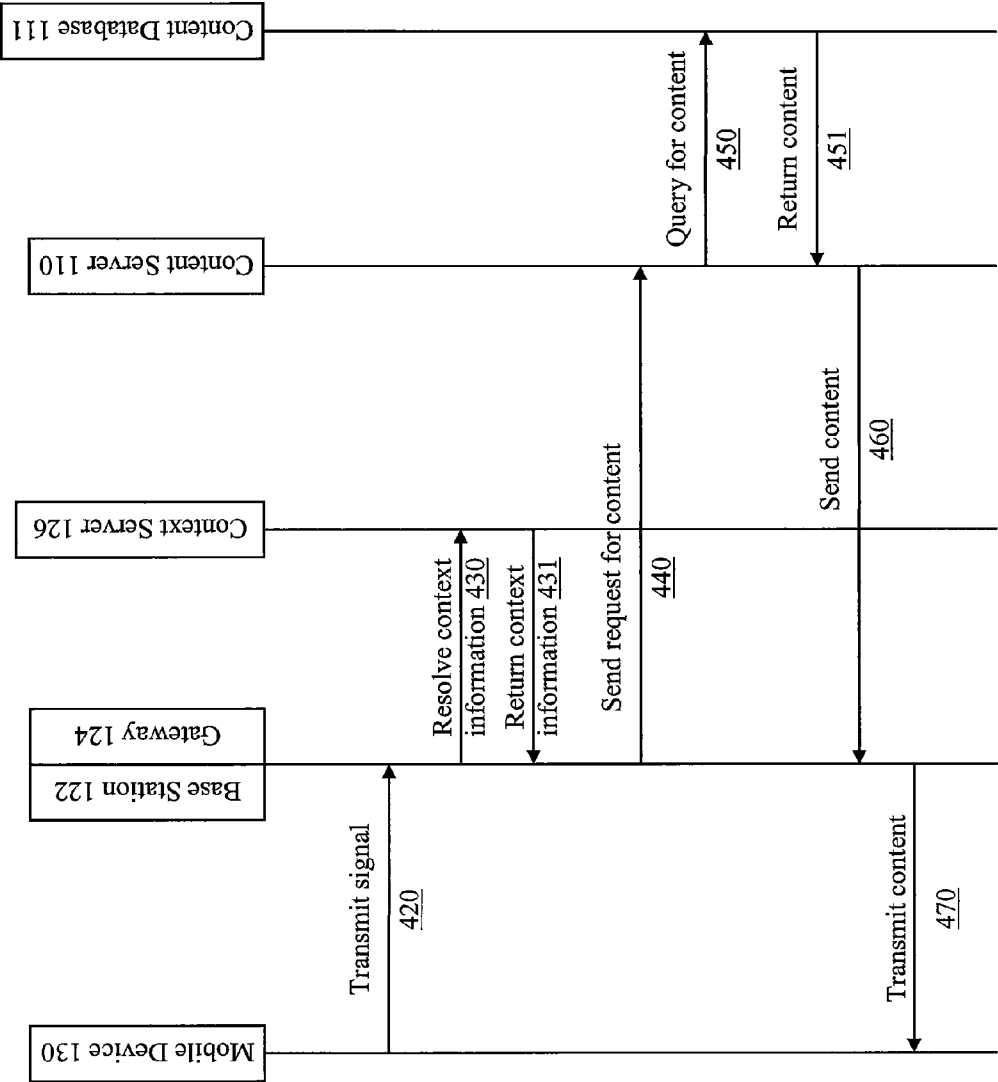 Content Database 111
Content Server 110
Context Server 126
Gateway 124
Base Station 122
Mobile Device 130
Transmit signal
420
Resolve context
information 430
Return context
information 431
Send request for content
440
Query for content
450
Return content
451
Send content
460
Transmit content
470